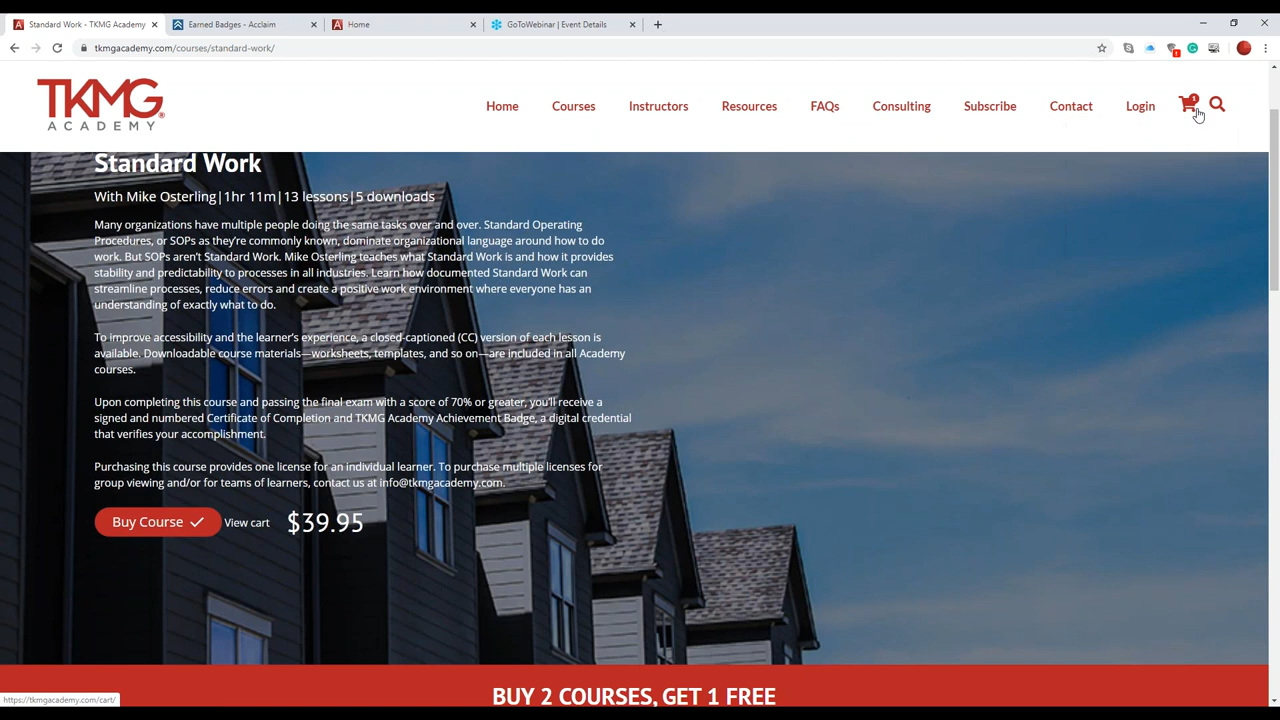 Standard Work - TKMG Academy
Earned Badges - Acclaim
Home
GoToWebinar | Event Details
tkmgacademy.com/courses/standard-work/
TKMG®
ACADEMY
Home
Courses
Instructors
Resources
FAQs
Consulting
Subscribe
Contact
Login
1
Standard Work
With Mike Osterling|1hr 11m|13 lessons|5 downloads
Many organizations have multiple people doing the same tasks over and over. Standard Operating
Procedures, or SOPs as they're commonly known, dominate organizational language around how to do
work. But SOPs aren't Standard Work. Mike Osterling teaches what Standard Work is and how it provides
stability and predictability to processes in all industries. Learn how documented Standard Work can
streamline processes, reduce errors and create a positive work environment where everyone has an
understanding of exactly what to do.
To improve accessibility and the learner's experience, a closed-captioned (CC) version of each lesson is
available. Downloadable course materials—worksheets, templates, and so on—are included in all Academy
courses.
Upon completing this course and passing the final exam with a score of 70% or greater, you'll receive a
signed and numbered Certificate of Completion and TKMG Academy Achievement Badge, a digital credential
that verifies your accomplishment.
Purchasing this course provides one license for an individual learner. To purchase multiple licenses for
group viewing and/or for teams of learners, contact us at info@tkmgacademy.com.
Buy Course
View cart
$39.95
BUY 2 COURSES, GET 1 FREE
https://tkmgacademy.com/cart/